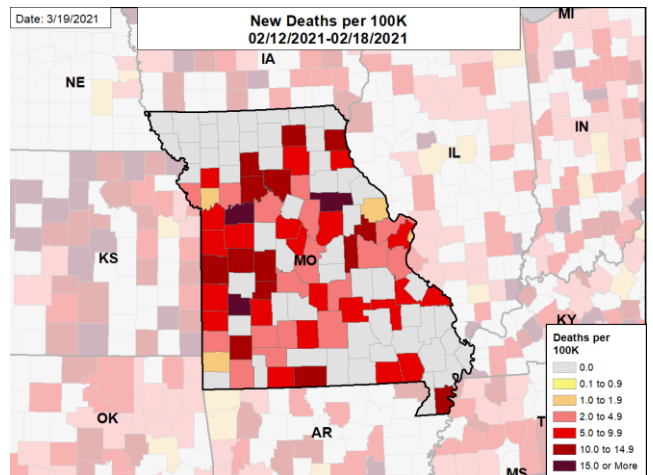 Date: 3/19/2021
New Deaths per 100K
02/12/2021-02/18/2021
MI
IA
NE
IL
IN
KS
MO
KY
OK
AR
T
MS
Deaths per
100K
0.0
0.1 to 0.9
1.0 to 1.9
2.0 to 4.9
5.0 to 9.9
10.0 to 14.9
15.0 or More